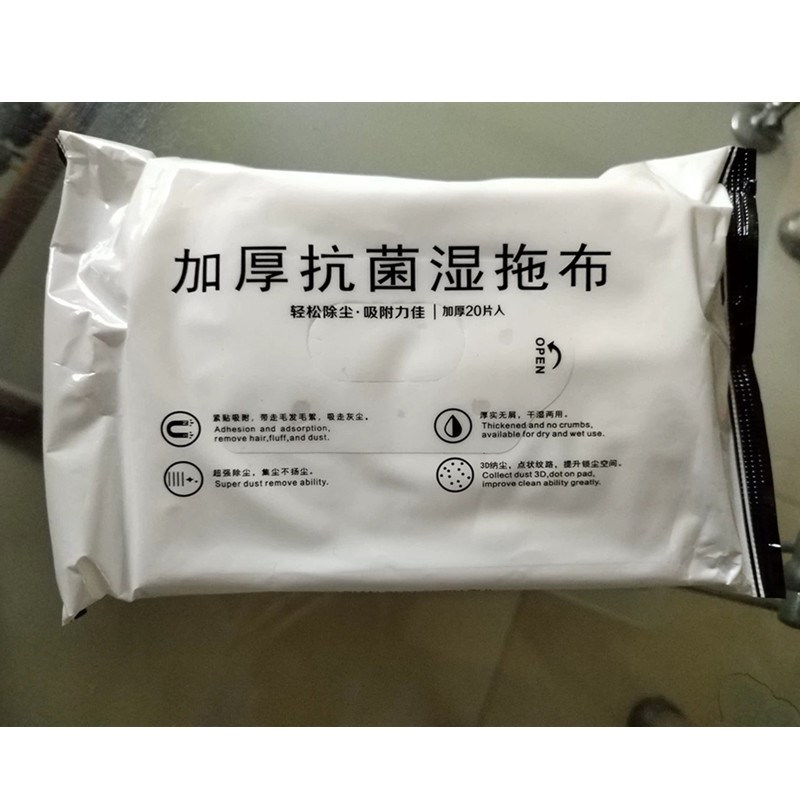 加厚抗菌湿拖布
轻松除尘·吸附力佳 | 加厚20片入
OPEN
紧贴吸附，带走毛发毛絮，吸走灰尘。
Adhesion and adsorption,
remove hair,fluff,and dust.
厚实无屑，干湿两用。
Thickened and no crumbs,
available for dry and wet use.
超强除尘，集尘不扬尘。
Super dust remove ability.
3D纳尘，点状纹路，提升锁尘空间。
Collect dust 3D,dot on pad,
improve clean ability greatly.